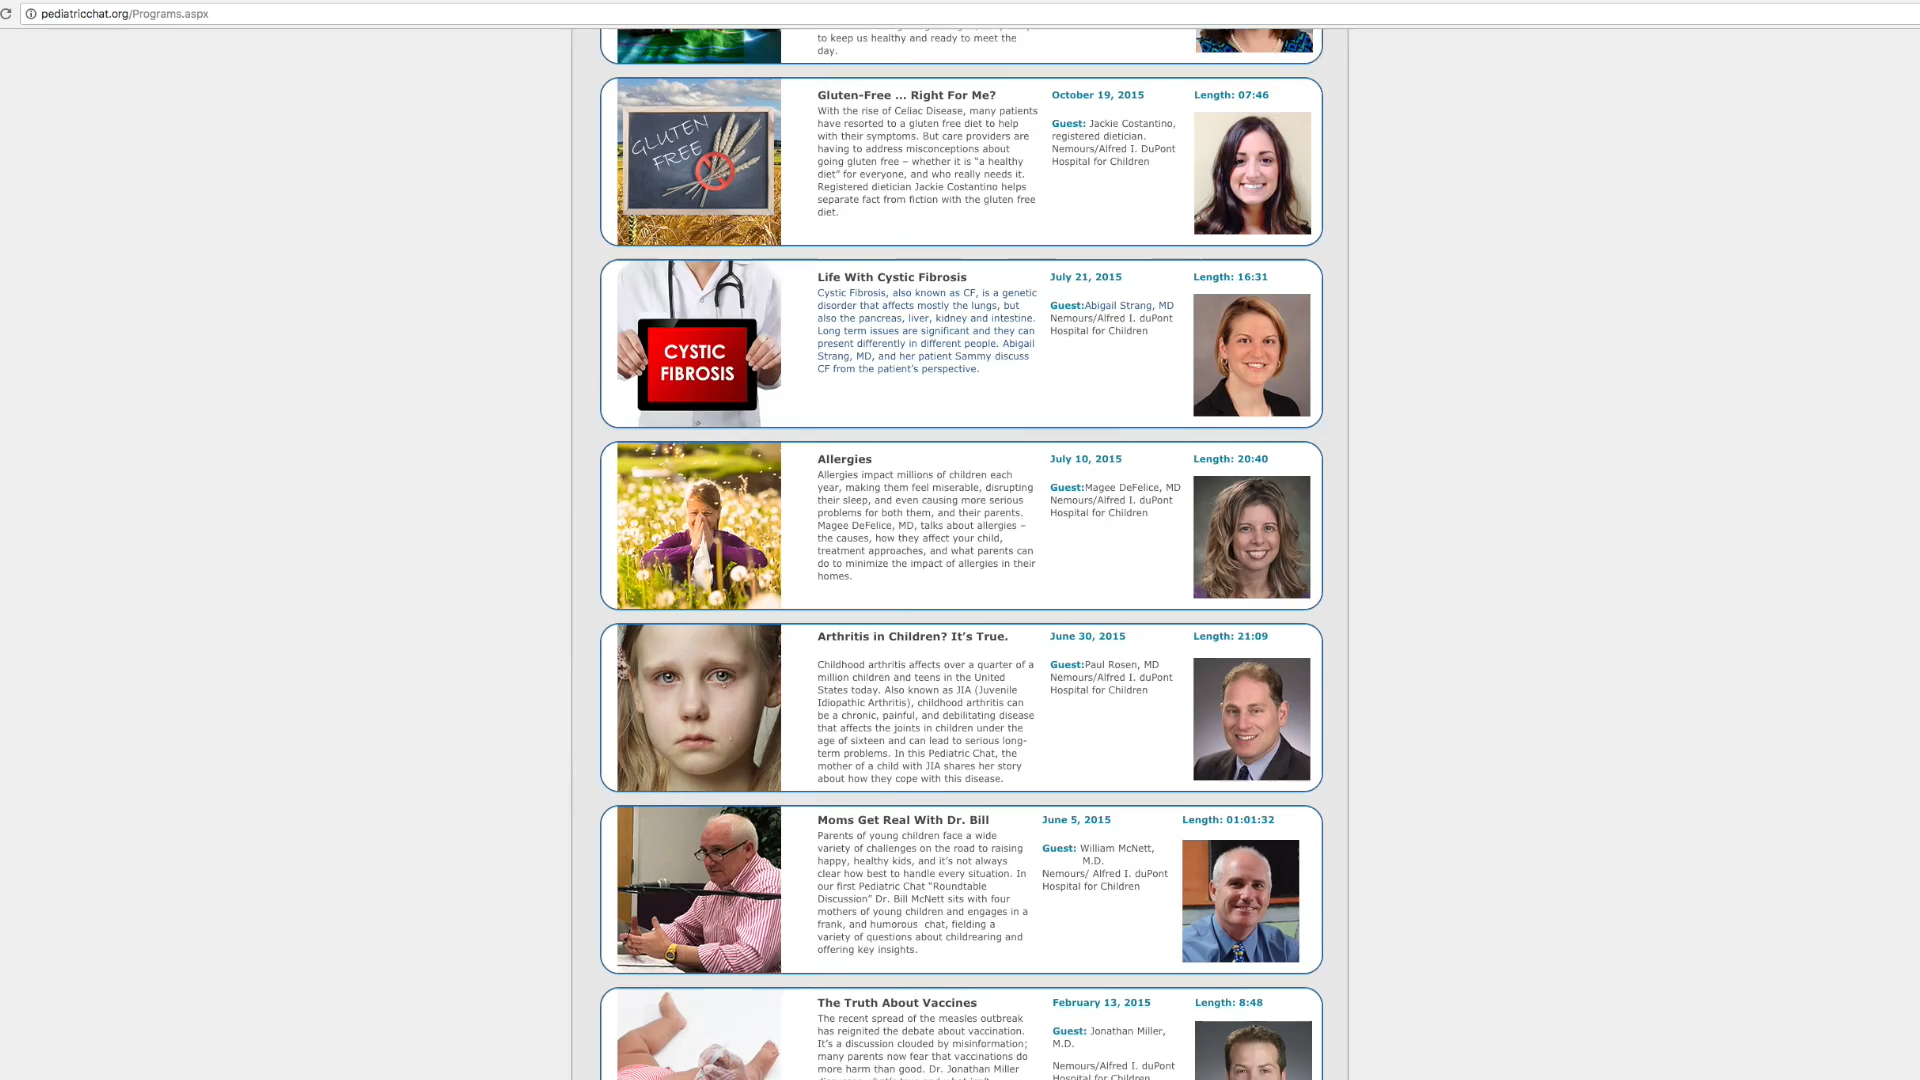 pediatricchat.org/Programs.aspx
to keep us healthy and ready to meet the
day.
Gluten-Free ... Right For Me?
With the rise of Celiac Disease, many patients
have resorted to a gluten free diet to help
with their symptoms. But care providers are
having to address misconceptions about
going gluten free – whether it is “a healthy
diet” for everyone, and who really needs it.
Registered dietician Jackie Costantino helps
separate fact from fiction with the gluten free
diet.
October 19, 2015
Guest: Jackie Costantino,
registered dietician.
Nemours/Alfred I. DuPont
Hospital for Children
Length: 07:46
GLUTEN
FREE
Life With Cystic Fibrosis
Cystic Fibrosis, also known as CF, is a genetic
disorder that affects mostly the lungs, but
also the pancreas, liver, kidney and intestine.
Long term issues are significant and they can
present differently in different people. Abigail
Strang, MD, and her patient Sammy discuss
CF from the patient’s perspective.
July 21, 2015
Guest:Abigail Strang, MD
Nemours/Alfred I. duPont
Hospital for Children
Length: 16:31
CYSTIC
FIBROSIS
Allergies
Allergies impact millions of children each
year, making them feel miserable, disrupting
their sleep, and even causing more serious
problems for both them, and their parents.
Magee DeFelice, MD, talks about allergies –
the causes, how they affect your child,
treatment approaches, and what parents can
do to minimize the impact of allergies in their
homes.
July 10, 2015
Guest:Magee DeFelice, MD
Nemours/Alfred I. duPont
Hospital for Children
Length: 20:40
Arthritis in Children? It’s True.
Childhood arthritis affects over a quarter of a
million children and teens in the United
States today. Also known as JIA (Juvenile
Idiopathic Arthritis), childhood arthritis can
be a chronic, painful, and debilitating disease
that affects the joints in children under the
age of sixteen and can lead to serious long-
term problems. In this Pediatric Chat, the
mother of a child with JIA shares her story
about how they cope with this disease.
June 30, 2015
Guest:Paul Rosen, MD
Nemours/Alfred I. duPont
Hospital for Children
Length: 21:09
Moms Get Real With Dr. Bill
Parents of young children face a wide
variety of challenges on the road to raising
happy, healthy kids, and it’s not always
clear how best to handle every situation. In
our first Pediatric Chat “Roundtable
Discussion” Dr. Bill McNett sits with four
mothers of young children and engages in a
frank, and humorous chat, fielding a
variety of questions about childrearing and
offering key insights.
June 5, 2015
Guest: William McNett,
M.D.
Nemours/ Alfred I. duPont
Hospital for Children
Length: 01:01:32
The Truth About Vaccines
The recent spread of the measles outbreak
has reignited the debate about vaccination.
It’s a discussion clouded by misinformation;
many parents now fear that vaccinations do
more harm than good. Dr. Jonathan Miller
February 13, 2015
Guest: Jonathan Miller,
M.D.
Nemours/Alfred I. duPont
Hospital for Children
Length: 8:48